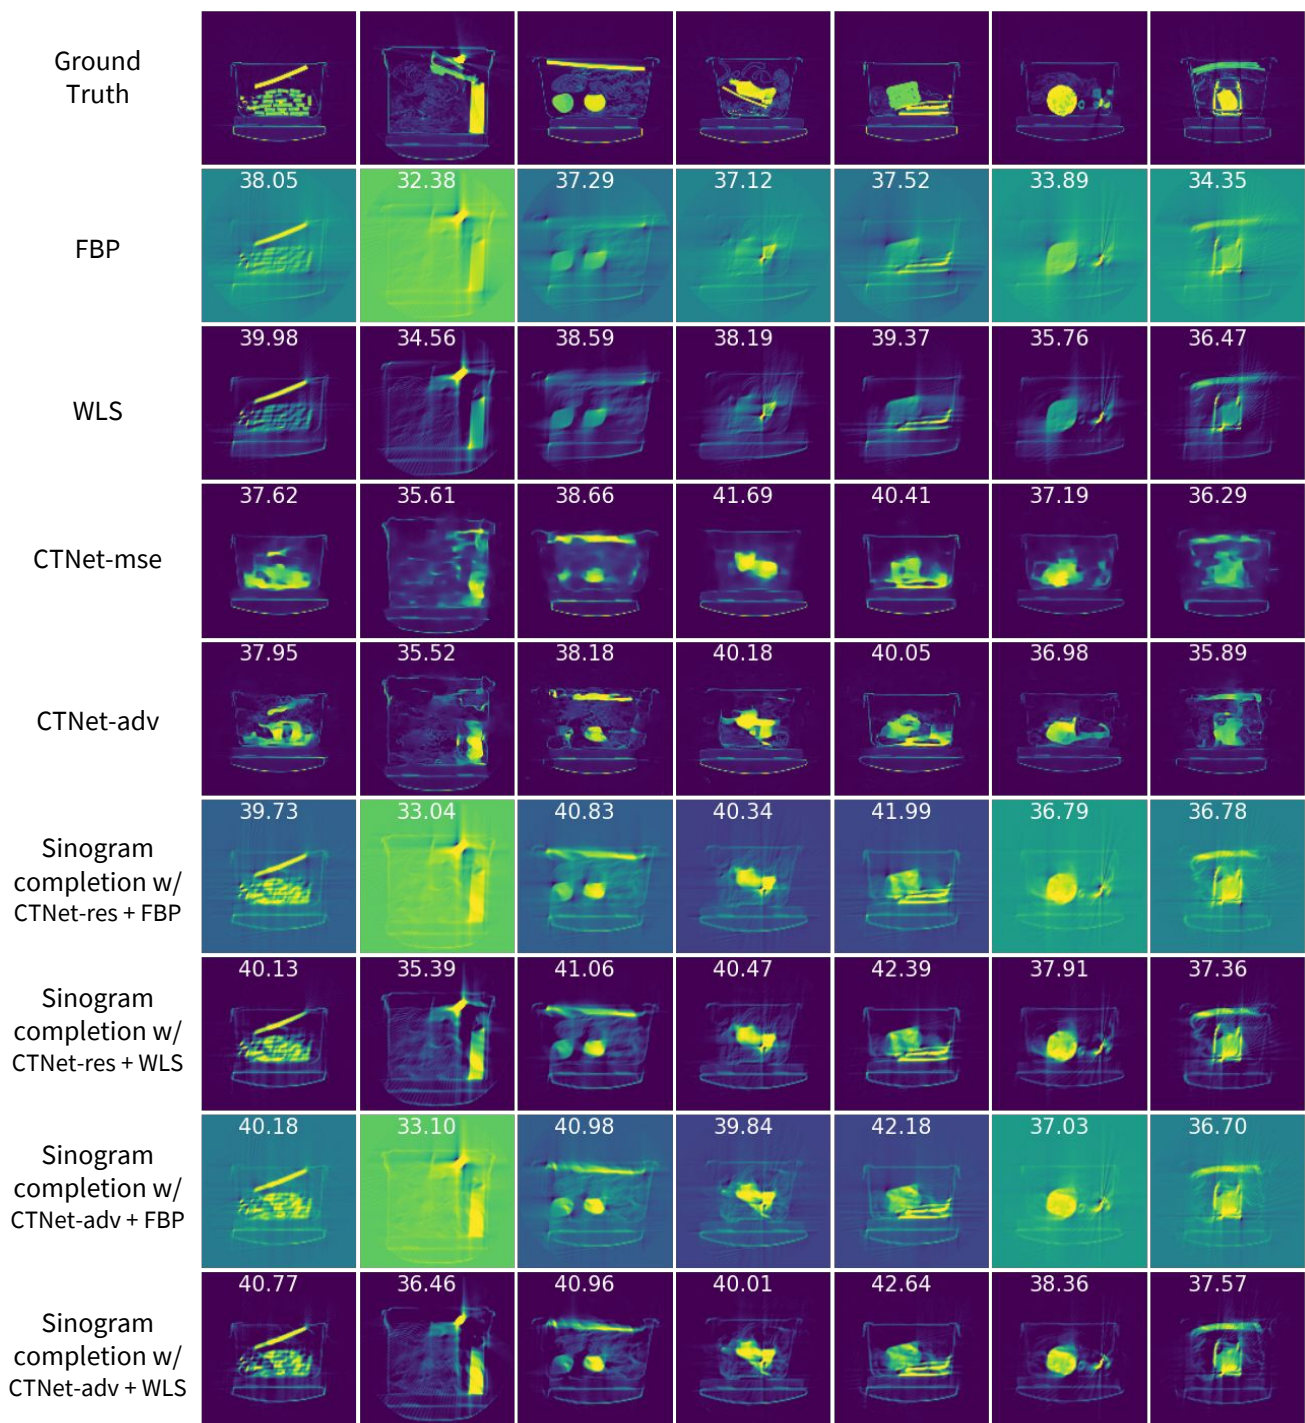 Ground
Truth
38.05 32.38 37.29 37.12 37.52 33.89 34.35
FBP
39.98 34.56 38.59 38.19 39.37 35.76 36.47
WLS
37.62 35.61 38.66 41.69 40.41 37.19 36.29
CTNet-mse
37.95 35.52 38.18 40.18 40.05 36.98 35.89
CTNet-adv
39.73 33.04 40.83 40.34 41.99 36.79 36.78
Sinogram
completion w/
CTNet-res + FBP
40.13 35.39 41.06 40.47 42.39 37.91 37.36
Sinogram
completion w/
CTNet-res + WLS
40.18 33.10 40.98 39.84 42.18 37.03 36.70
Sinogram
completion w/
CTNet-adv + FBP
40.77 36.46 40.96 40.01 42.64 38.36 37.57
Sinogram
completion w/
CTNet-adv + WLS